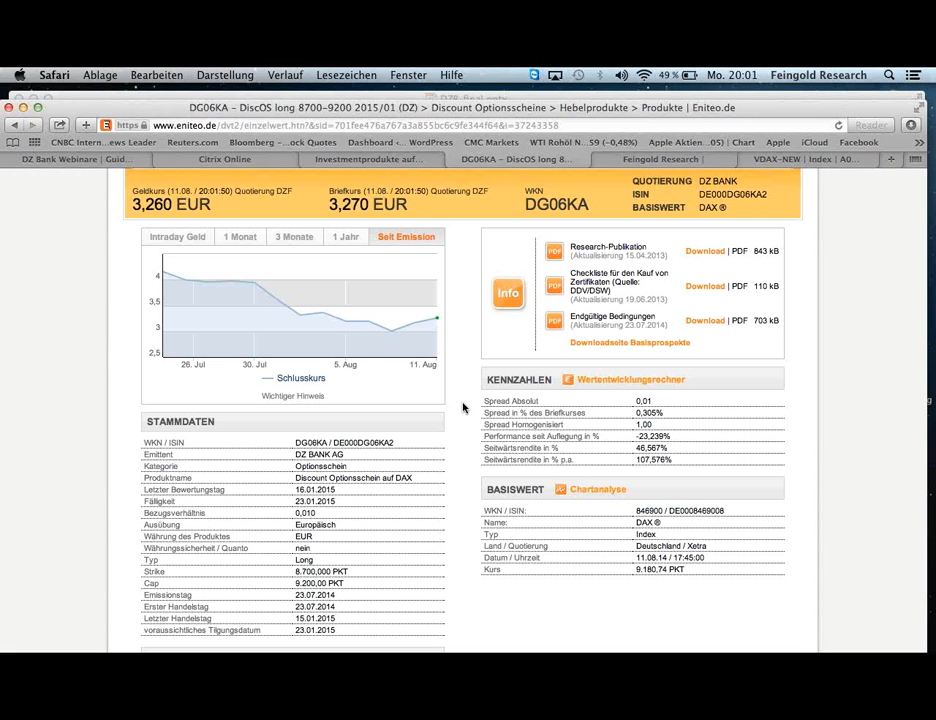 Safari Ablage Bearbeiten Darstellung Verlauf Lesezeichen Fenster Hilfe 49 % Mo. 20:01 Feingold Research
DG06KA – DiscOS long 8700-9200 2015/01 (DZ) > Discount Optionsscheine > Hebelprodukte > Produkte | Eniteo.de
https www.eniteo.de/dvt2/einzelwert.htn?&sid=701fee476a767a3a855bc6c9fe344f64&i=37243358 Reader
CNBC Intern...ews Leader Reuters.com Bloomberg –...ock Quotes Dashboard ‹... WordPress CMC Markets WTI Rohöl N...59 (-0,48%) Apple Aktien...05) | Chart Apple iCloud Facebook
DZ Bank Webinare / Guid... Citrix Online Investmentprodukte auf... DG06KA – DiscOS long 8... Feingold Research | VDAX-NEW | Index | A0...
Geldkurs (11.08. / 20:01:50) Quotierung DZF
3,260 EUR
Briefkurs (11.08. / 20:01:50) Quotierung DZF
3,270 EUR
WKN
DG06KA
QUOTIERUNG DZ BANK
ISIN DE000DG06KA2
BASISWERT DAX ®
Intraday Geld 1 Monat 3 Monate 1 Jahr Seit Emission
4
3,5
3
2,5
26. Jul 30. Jul 5. Aug 11. Aug
Schlusskurs
Wichtiger Hinweis
STAMMDATEN
WKN / ISIN DG06KA / DE000DG06KA2
Emittent DZ BANK AG
Kategorie Optionsschein
Produktname Discount Optionsschein auf DAX
Letzter Bewertungstag 16.01.2015
Fälligkeit 23.01.2015
Bezugsverhältnis 0,010
Ausübung Europäisch
Währung des Produktes EUR
Währungssicherheit / Quanto nein
Typ Long
Strike 8.700,000 PKT
Cap 9.200,00 PKT
Emissionstag 23.07.2014
Erster Handelstag 23.07.2014
Letzter Handelstag 15.01.2015
voraussichtliches Tilgungsdatum 23.01.2015
Info
PDF Research-Publikation
(Aktualisierung 15.04.2013)
Download | PDF 843 kB
PDF Checkliste für den Kauf von
Zertifikaten (Quelle:
DDV/DSW)
(Aktualisierung 19.06.2013)
Download | PDF 110 kB
PDF Endgültige Bedingungen
(Aktualisierung 23.07.2014)
Download | PDF 703 kB
Downloadseite Basisprospekte
KENNZAHLEN Wertentwicklungsrechner
Spread Absolut 0,01
Spread in % des Briefkurses 0,305%
Spread Homogenisiert 1,00
Performance seit Auflegung in % -23,239%
Seitwärtsrendite in % 46,567%
Seitwärtsrendite in % p.a. 107,576%
BASISWERT Chartanalyse
WKN / ISIN: 846900 / DE0008469008
Name: DAX ®
Typ Index
Land / Quotierung Deutschland / Xetra
Datum / Uhrzeit 11.08.14 / 17:45:00
Kurs 9.180,74 PKT